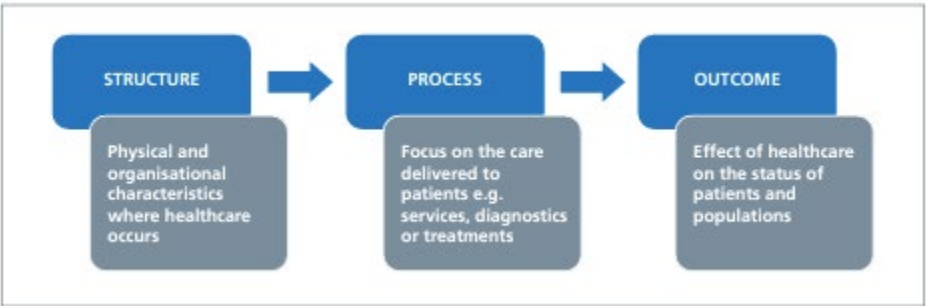 STRUCTURE
Physical and
organisational
characteristics
where healthcare
occurs
PROCESS
Focus on the care
delivered to
patients e.g.
services, diagnostics
or treatments
OUTCOME
Effect of healthcare
on the status of
patients and
populations